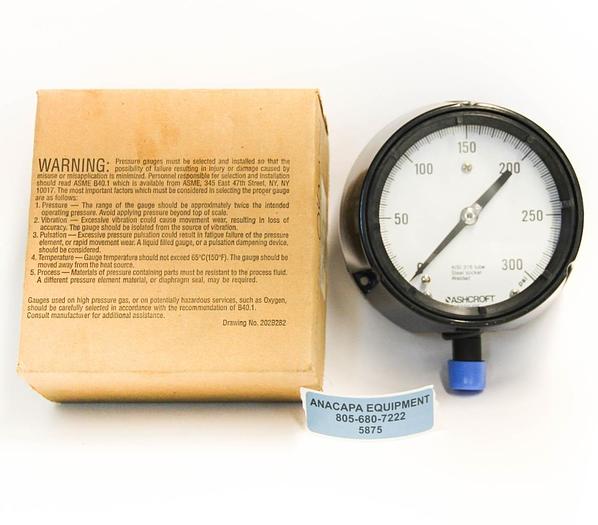 WARNING: Pressure gauges must be selected and installed so that the
possibility of failure resulting in injury or damage caused by
misuse or misapplication is minimized. Personnel responsible for selection and installation
should read ASME B40.1 which is available from ASME, 345 East 47th Street, NY, NY
10017. The most important factors which must be considered in selecting the proper gauge
are as follows:
1. Pressure — The range of the gauge should be approximately twice the intended
operating pressure. Avoid applying pressure beyond top of scale.
2. Vibration — Excessive vibration could cause movement wear, resulting in loss of
accuracy. The gauge should be isolated from the source of vibration.
3. Pulsation — Excessive pressure pulsation could result in fatigue failure of the pressure
element, or rapid movement wear. A liquid filled gauge, or a pulsation dampening device,
should be considered.
4. Temperature — Gauge temperature should not exceed 65°C(150°F). The gauge should be
moved away from the heat source.
5. Process — Materials of pressure containing parts must be resistant to the process fluid.
A different pressure element material, or diaphragm seal, may be required.
Gauges used on high pressure gas, or on potentially hazardous services, such as Oxygen,
should be carefully selected in accordance with the recommendation of B40.1.
Consult manufacturer for additional assistance.
Drawing No. 202B282
0
50
100
150
200
250
300
psi
AISI 316 tube
Steel socket
Welded
ASHCROFT
ANACAPA EQUIPMENT
805-680-7222
5875